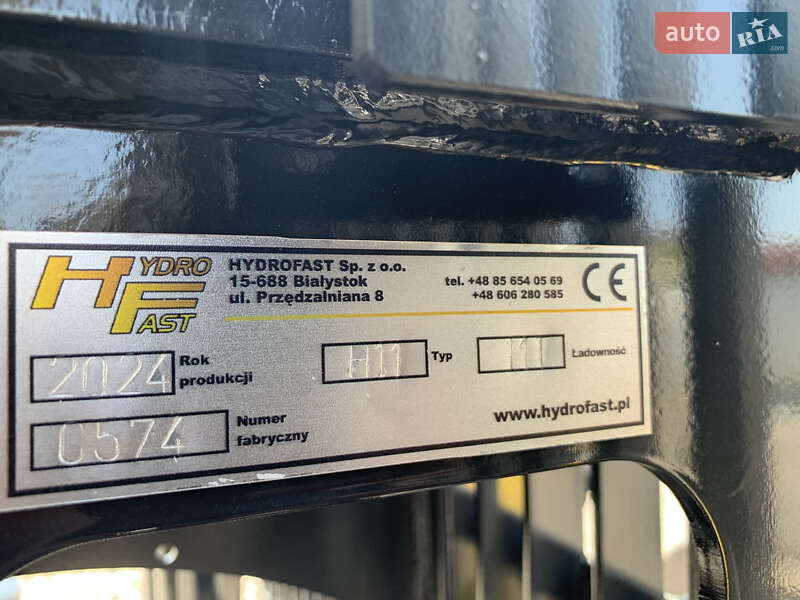 auto RIA .com
HYDRO FAST
HYDROFAST Sp. z o.o.
15-688 Białystok
ul. Przędzalniana 8
tel. +48 85 654 05 69
+48 606 280 585
CE
2024 Rok produkcji
H11 Typ
Ładowność
0574 Numer fabryczny
www.hydrofast.pl